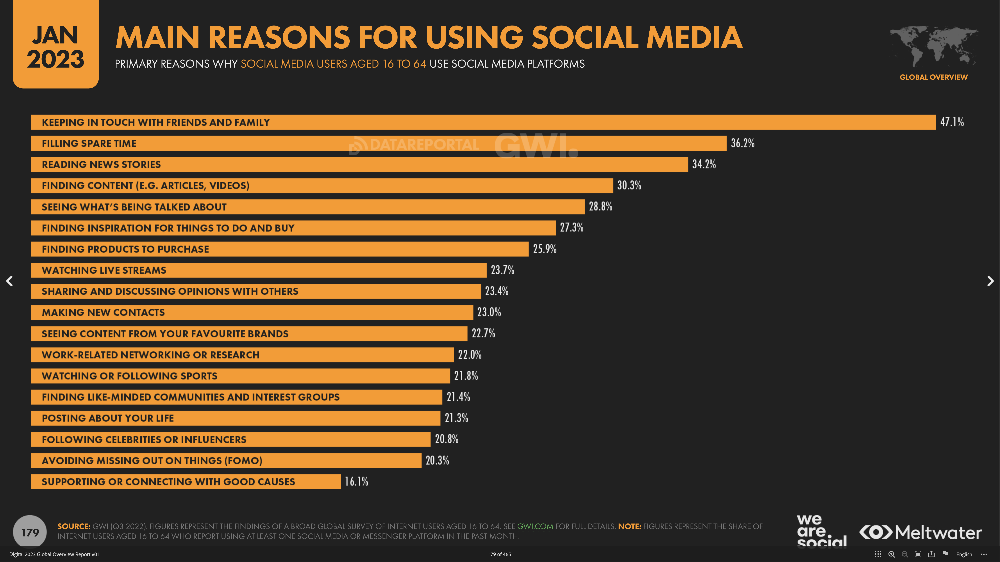 JAN
2023
MAIN REASONS FOR USING SOCIAL MEDIA
PRIMARY REASONS WHY SOCIAL MEDIA USERS AGED 16 TO 64 USE SOCIAL MEDIA PLATFORMS
GLOBAL OVERVIEW
KEEPING IN TOUCH WITH FRIENDS AND FAMILY 47.1%
FILLING SPARE TIME 36.2%
DATAREPORTAL GWI.
READING NEWS STORIES 34.2%
FINDING CONTENT (E.G. ARTICLES, VIDEOS) 30.3%
SEEING WHAT’S BEING TALKED ABOUT 28.8%
FINDING INSPIRATION FOR THINGS TO DO AND BUY 27.3%
FINDING PRODUCTS TO PURCHASE 25.9%
WATCHING LIVE STREAMS 23.7%
SHARING AND DISCUSSING OPINIONS WITH OTHERS 23.4%
MAKING NEW CONTACTS 23.0%
SEEING CONTENT FROM YOUR FAVOURITE BRANDS 22.7%
WORK-RELATED NETWORKING OR RESEARCH 22.0%
WATCHING OR FOLLOWING SPORTS 21.8%
FINDING LIKE-MINDED COMMUNITIES AND INTEREST GROUPS 21.4%
POSTING ABOUT YOUR LIFE 21.3%
FOLLOWING CELEBRITIES OR INFLUENCERS 20.8%
AVOIDING MISSING OUT ON THINGS (FOMO) 20.3%
SUPPORTING OR CONNECTING WITH GOOD CAUSES 16.1%
179
SOURCE: GWI (Q3 2022). FIGURES REPRESENT THE FINDINGS OF A BROAD GLOBAL SURVEY OF INTERNET USERS AGED 16 TO 64. SEE GWI.COM FOR FULL DETAILS. NOTE: FIGURES REPRESENT THE SHARE OF
INTERNET USERS AGED 16 TO 64 WHO REPORT USING AT LEAST ONE SOCIAL MEDIA OR MESSENGER PLATFORM IN THE PAST MONTH.
we
are
social
Meltwater
Digital 2023 Global Overview Report v01
179 of 465
English